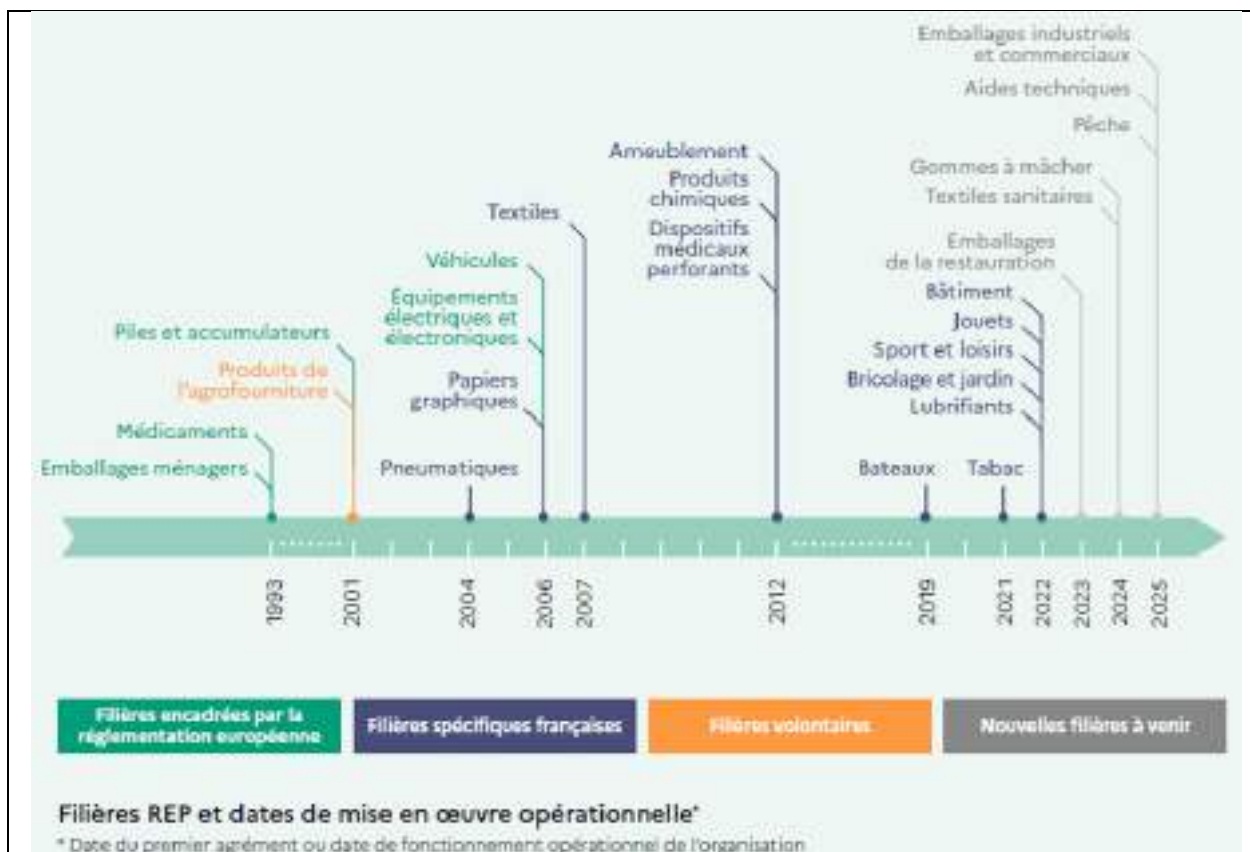 Emballages industriels
et commerciaux
Aides techniques
Pêche
Gommes à mâcher
Textiles sanitaires
Emballages
de la restauration
Bâtiment
Jouets
Sport et loisirs
Bricolage et jardin
Lubrifiants
Ameublement
Produits
chimiques
Dispositifs
médicaux
perforants
Textiles
Véhicules
Équipements
électriques et
électroniques
Papiers
graphiques
Piles et accumulateurs
Produits de
l'agrofourniture
Médicaments
Emballages ménagers
Pneumatiques
Bateaux
Tabac
1993
2001
2004
2006
2007
2012
2019
2021
2022
2023
2024
2025
Filières encadrées par la
réglementation européenne
Filières spécifiques françaises
Filières volontaires
Nouvelles filières à venir
Filières REP et dates de mise en œuvre opérationnelle*
* Date du premier agrément ou date de fonctionnement opérationnel de l'organisation